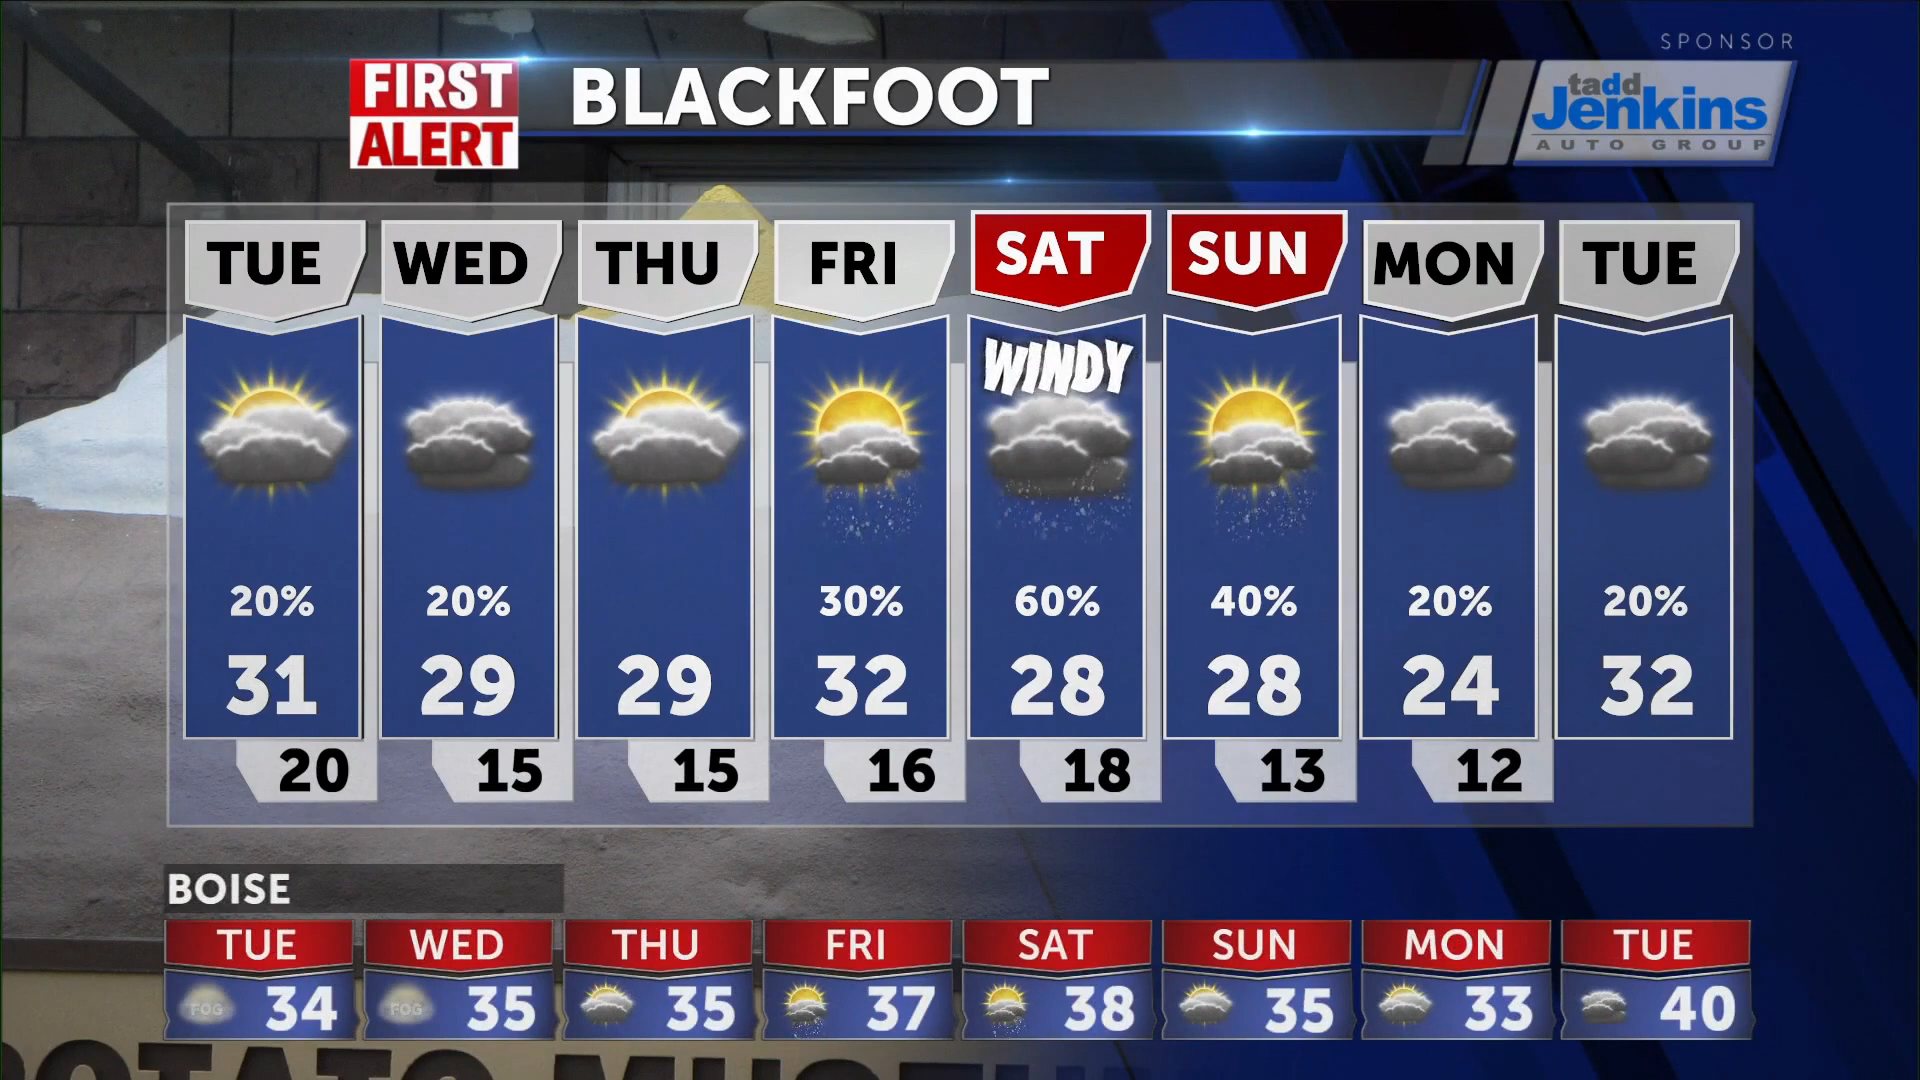 SPONSOR
FIRST
ALERT
BLACKFOOT
tadd
Jenkins
AUTO GROUP
TUE WED THU FRI SAT SUN MON TUE
WINDY
20% 20% 30% 60% 40% 20% 20%
31 29 29 32 28 28 24 32
20 15 15 16 18 13 12
BOISE
TUE WED THU FRI SAT SUN MON TUE
FOG 34 FOG 35 35 37 38 35 33 40